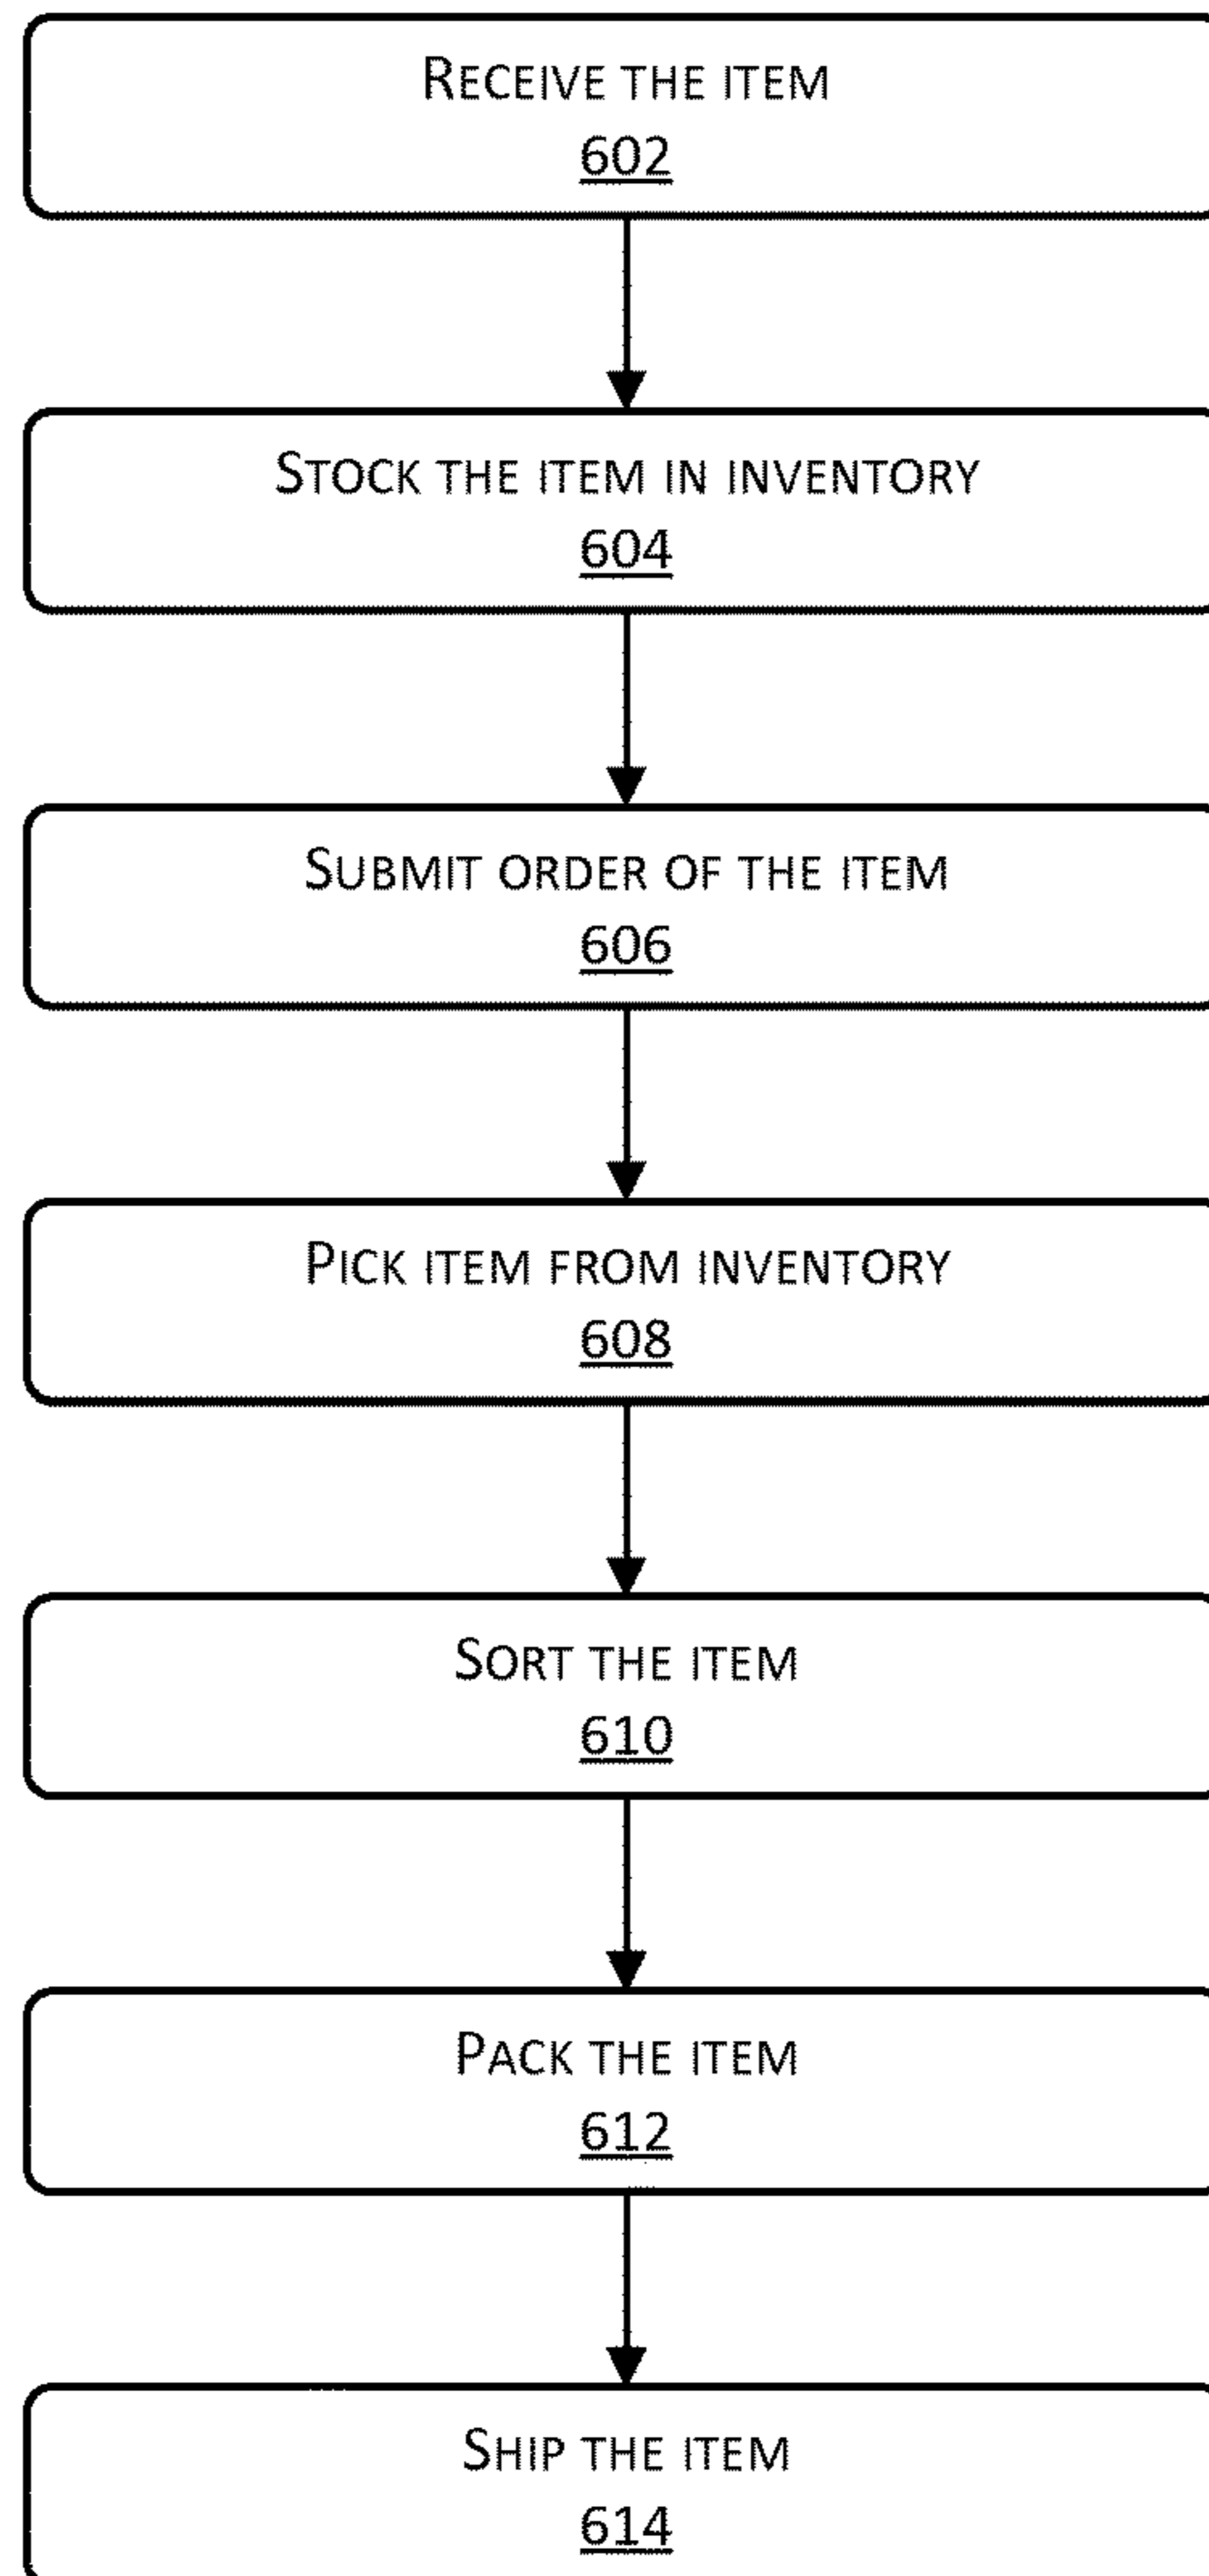 RECEIVE THE ITEM
602
STOCK THE ITEM IN INVENTORY
604
SUBMIT ORDER OF THE ITEM
606
PICK ITEM FROM INVENTORY
608
SORT THE ITEM
610
PACK THE ITEM
612
SHIP THE ITEM
614